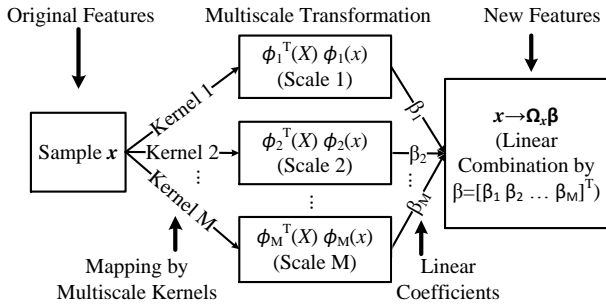 Original Features
Multiscale Transformation
New Features
Sample x
Kernel 1
Kernel 2
⋮
Kernel M
ϕ₁ᵀ(X) ϕ₁(x)
(Scale 1)
ϕ₂ᵀ(X) ϕ₂(x)
(Scale 2)
...
ϕMᵀ(X) ϕM(x)
(Scale M)
β₁
β₂
⋮
βM
x→Ωₓβ
(Linear
Combination by
β=[β₁ β₂ … βM]ᵀ)
Mapping by
Multiscale Kernels
Linear
Coefficients